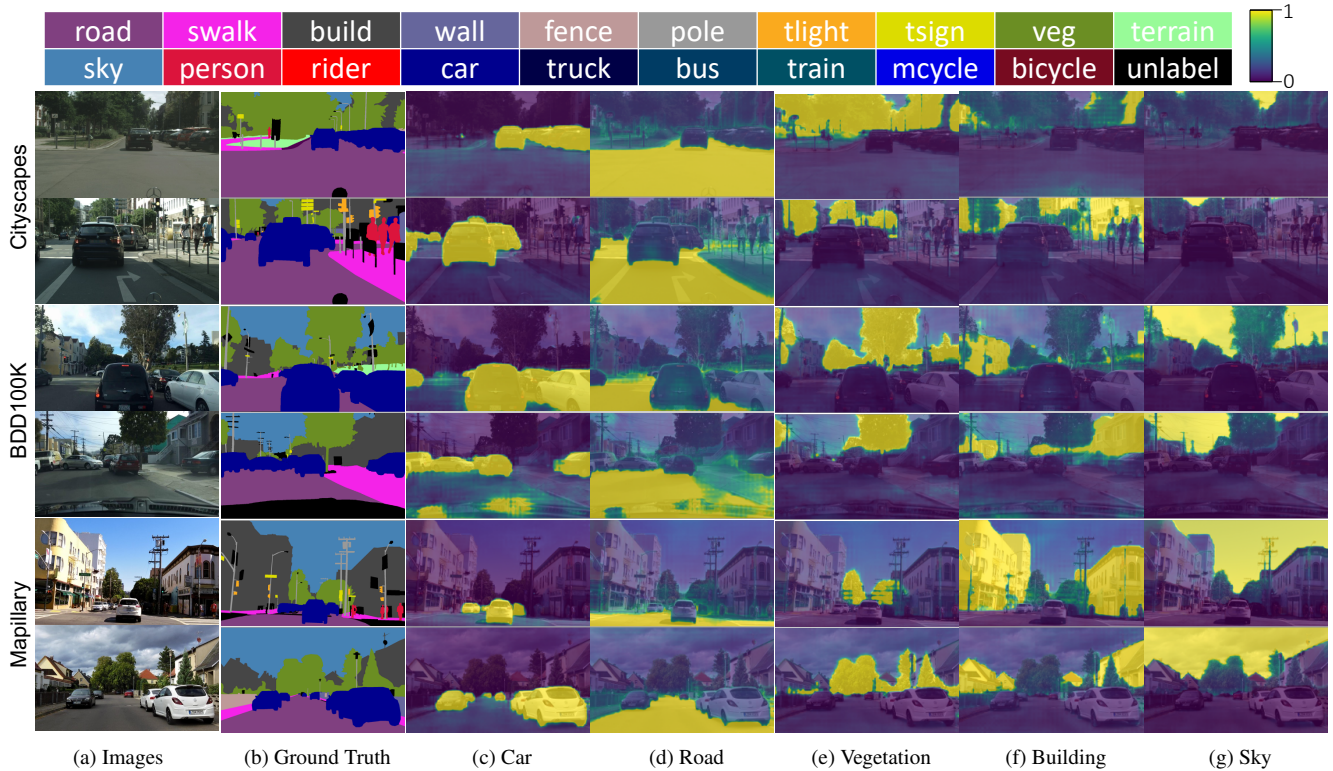 road swalk build wall fence pole tlight tsign veg terrain
sky person rider car truck bus train mcycle bicycle unlabel
1
0
Cityscapes
BDD100K
Mapillary
(a) Images (b) Ground Truth (c) Car (d) Road (e) Vegetation (f) Building (g) Sky